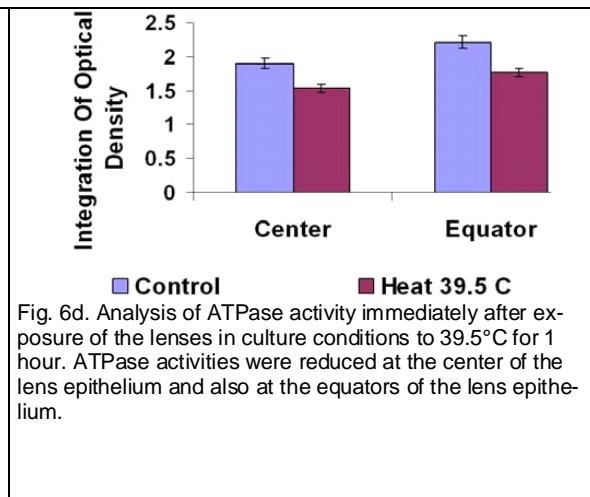 Integration Of Optical
Density
2.5
2
1.5
1
0.5
0
Center Equator
Control Heat 39.5 C
Fig. 6d. Analysis of ATPase activity immediately after ex-
posure of the lenses in culture conditions to 39.5°C for 1
hour. ATPase activities were reduced at the center of the
lens epithelium and also at the equators of the lens epithe-
lium.